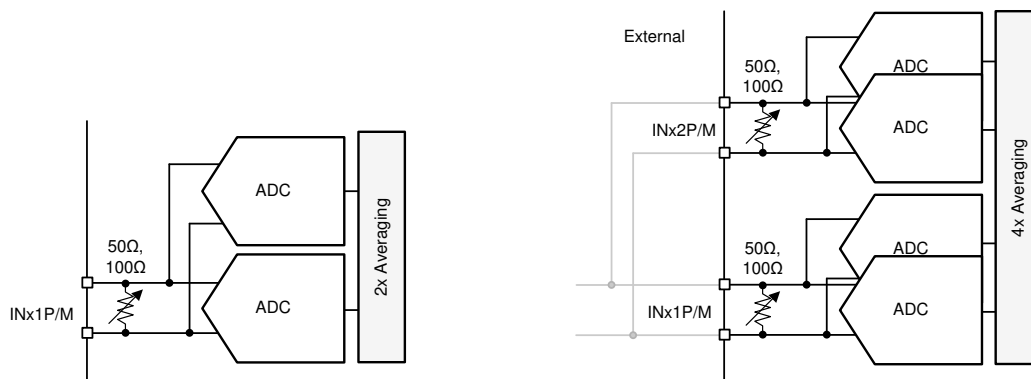 50Ω,
100Ω
INx1P/M
ADC
ADC
2x Averaging
External
50Ω,
100Ω
INx2P/M
ADC
ADC
50Ω,
100Ω
INx1P/M
ADC
ADC
4x Averaging